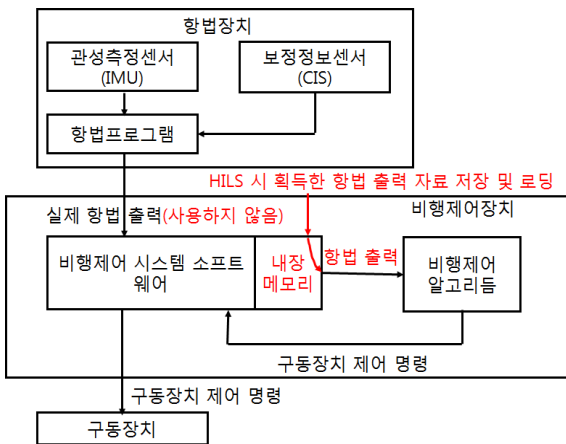 항법장치
관성측정센서
(IMU)
보정정보센서
(CIS)
항법프로그램
HILS 시 획득한 항법 출력 자료 저장 및 로딩
실제 항법 출력(사용하지 않음)
비행제어장치
비행제어 시스템 소프트
웨어
내장
메모리
항법 출력
비행제어
알고리듬
구동장치 제어 명령
구동장치 제어 명령
구동장치